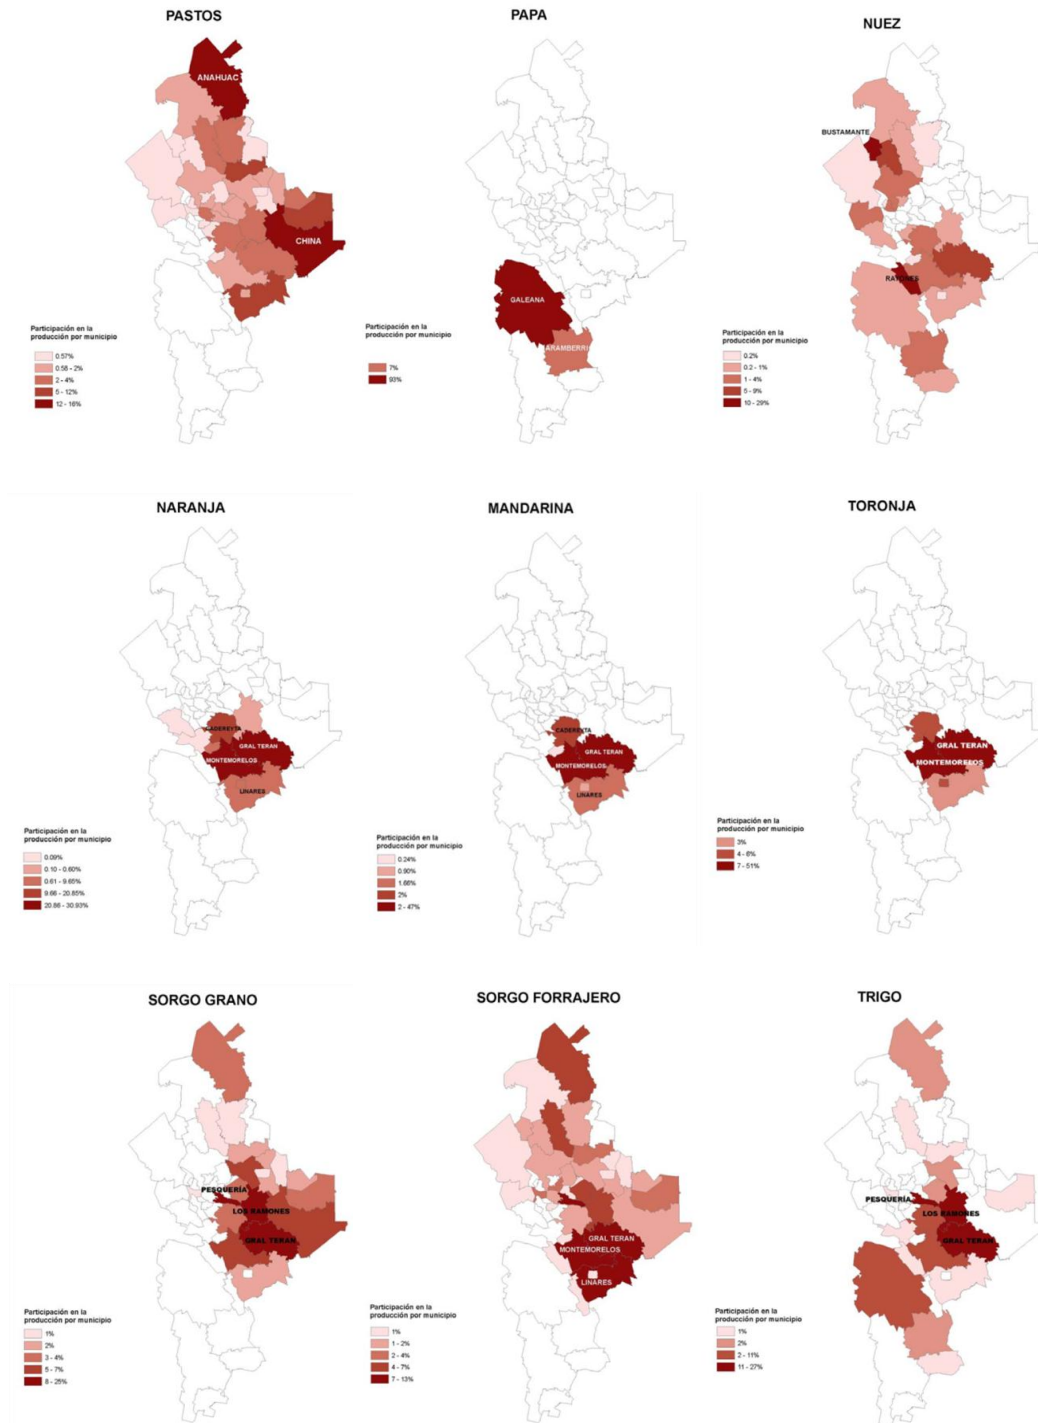 PASTOS
ANAHUAC
CHINA
Participación en la
producción por municipio
0.57%
0.58 - 2%
2 - 4%
5 - 12%
12 - 16%
PAPA
GALEANA
ARAMBERRI
7%
93%
NUEZ
BUSTAMANTE
RAYONES
Participación en la
producción por municipio
0.2%
0.2 - 1%
1 - 4%
5 - 9%
10 - 29%
NARANJA
CADEREYTA
GRAL TERAN
MONTEMORELOS
LINARES
Participación en la
producción por municipio
0.09%
0.10 - 0.60%
0.61 - 9.65%
9.66 - 20.85%
20.86 - 30.93%
MANDARINA
CADEREYTA
GRAL TERAN
MONTEMORELOS
LINARES
Participación en la
producción por municipio
0.24%
0.90%
1.66%
2%
2 - 47%
TORONJA
GRAL TERAN
MONTEMORELOS
Participación en la
producción por municipio
3%
4 - 6%
7 - 51%
SORGO GRANO
PESQUERÍA
LOS RAMONES
GRAL TERAN
Participación en la
producción por municipio
1%
2%
3 - 4%
5 - 7%
8 - 25%
SORGO FORRAJERO
GRAL TERAN
MONTEMORELOS
LINARES
Participación en la
producción por municipio
1%
1 - 2%
2 - 4%
4 - 7%
7 - 13%
TRIGO
PESQUERÍA
LOS RAMONES
GRAL TERAN
Participación en la
producción por municipio
1%
2%
2 - 11%
11 - 27%